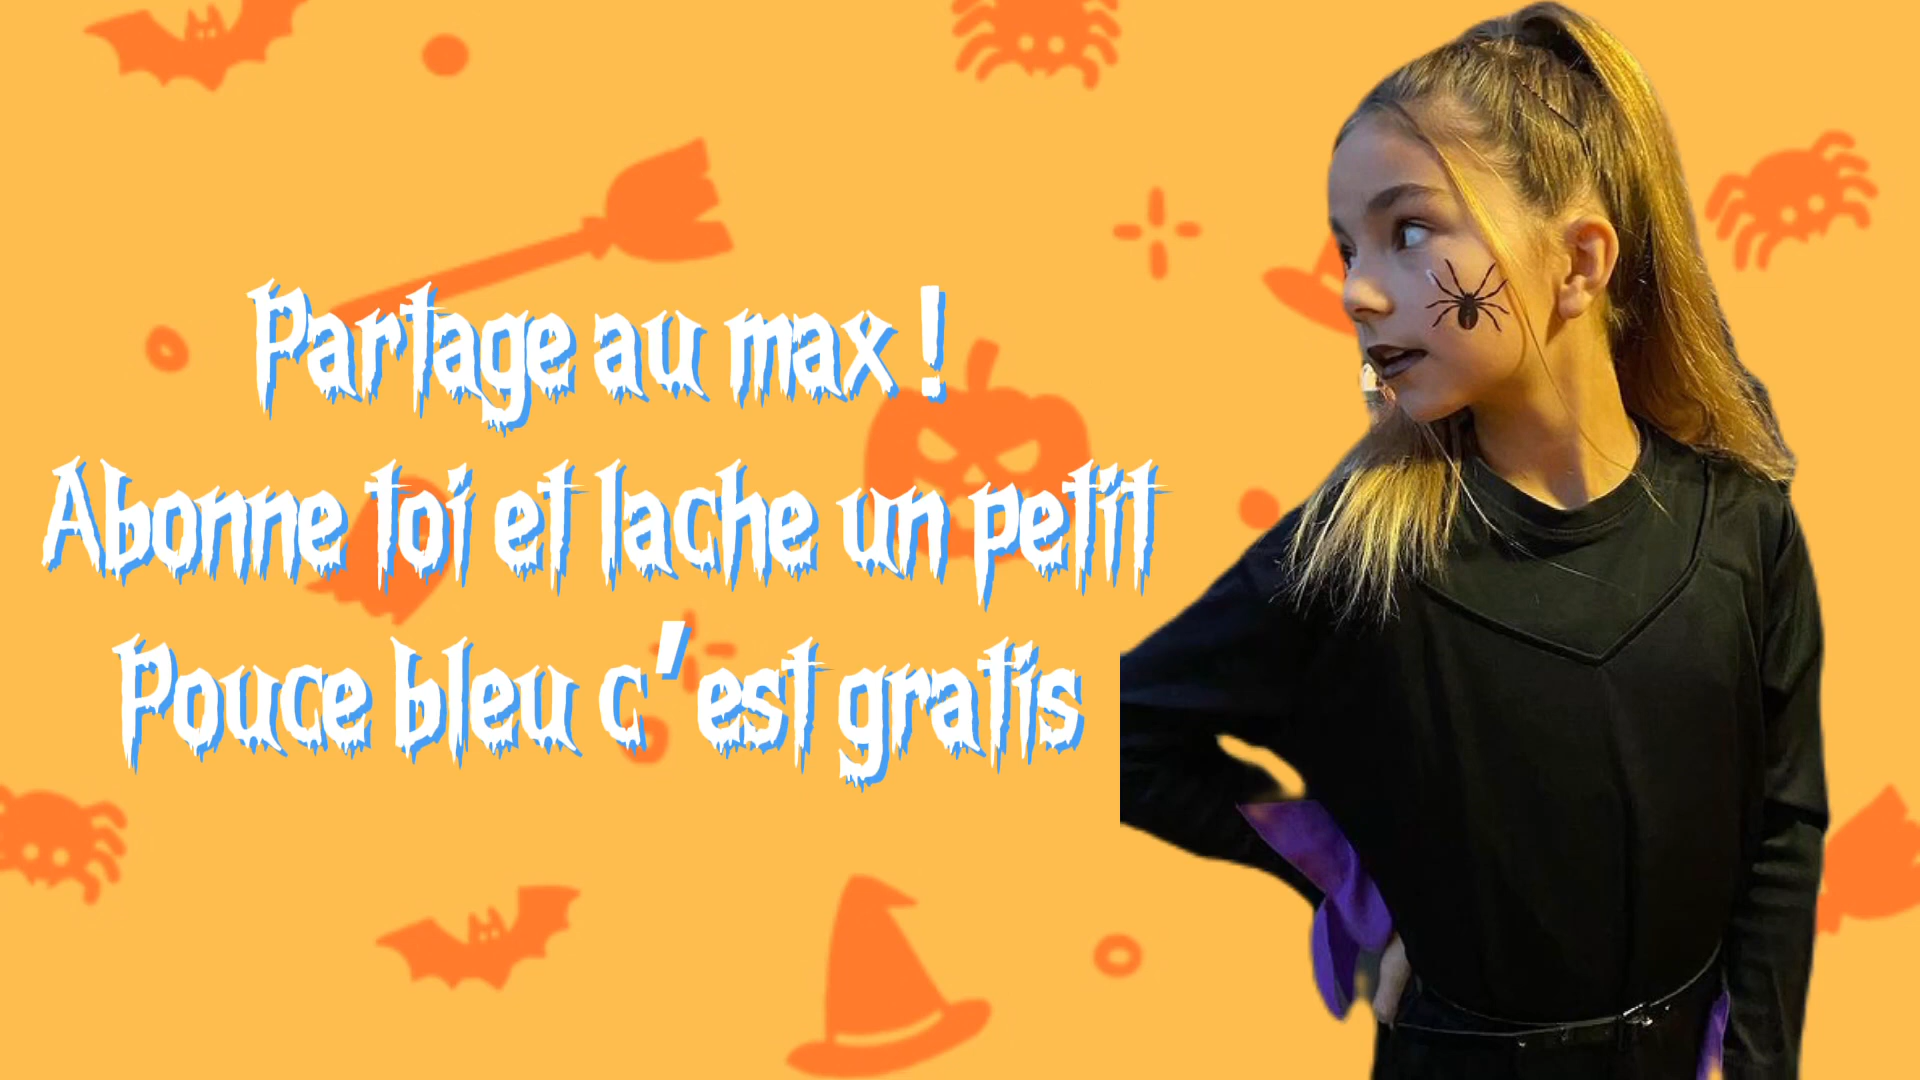 Partage au max !
Abonne toi et lache un petit
Pouce bleu c'est gratis